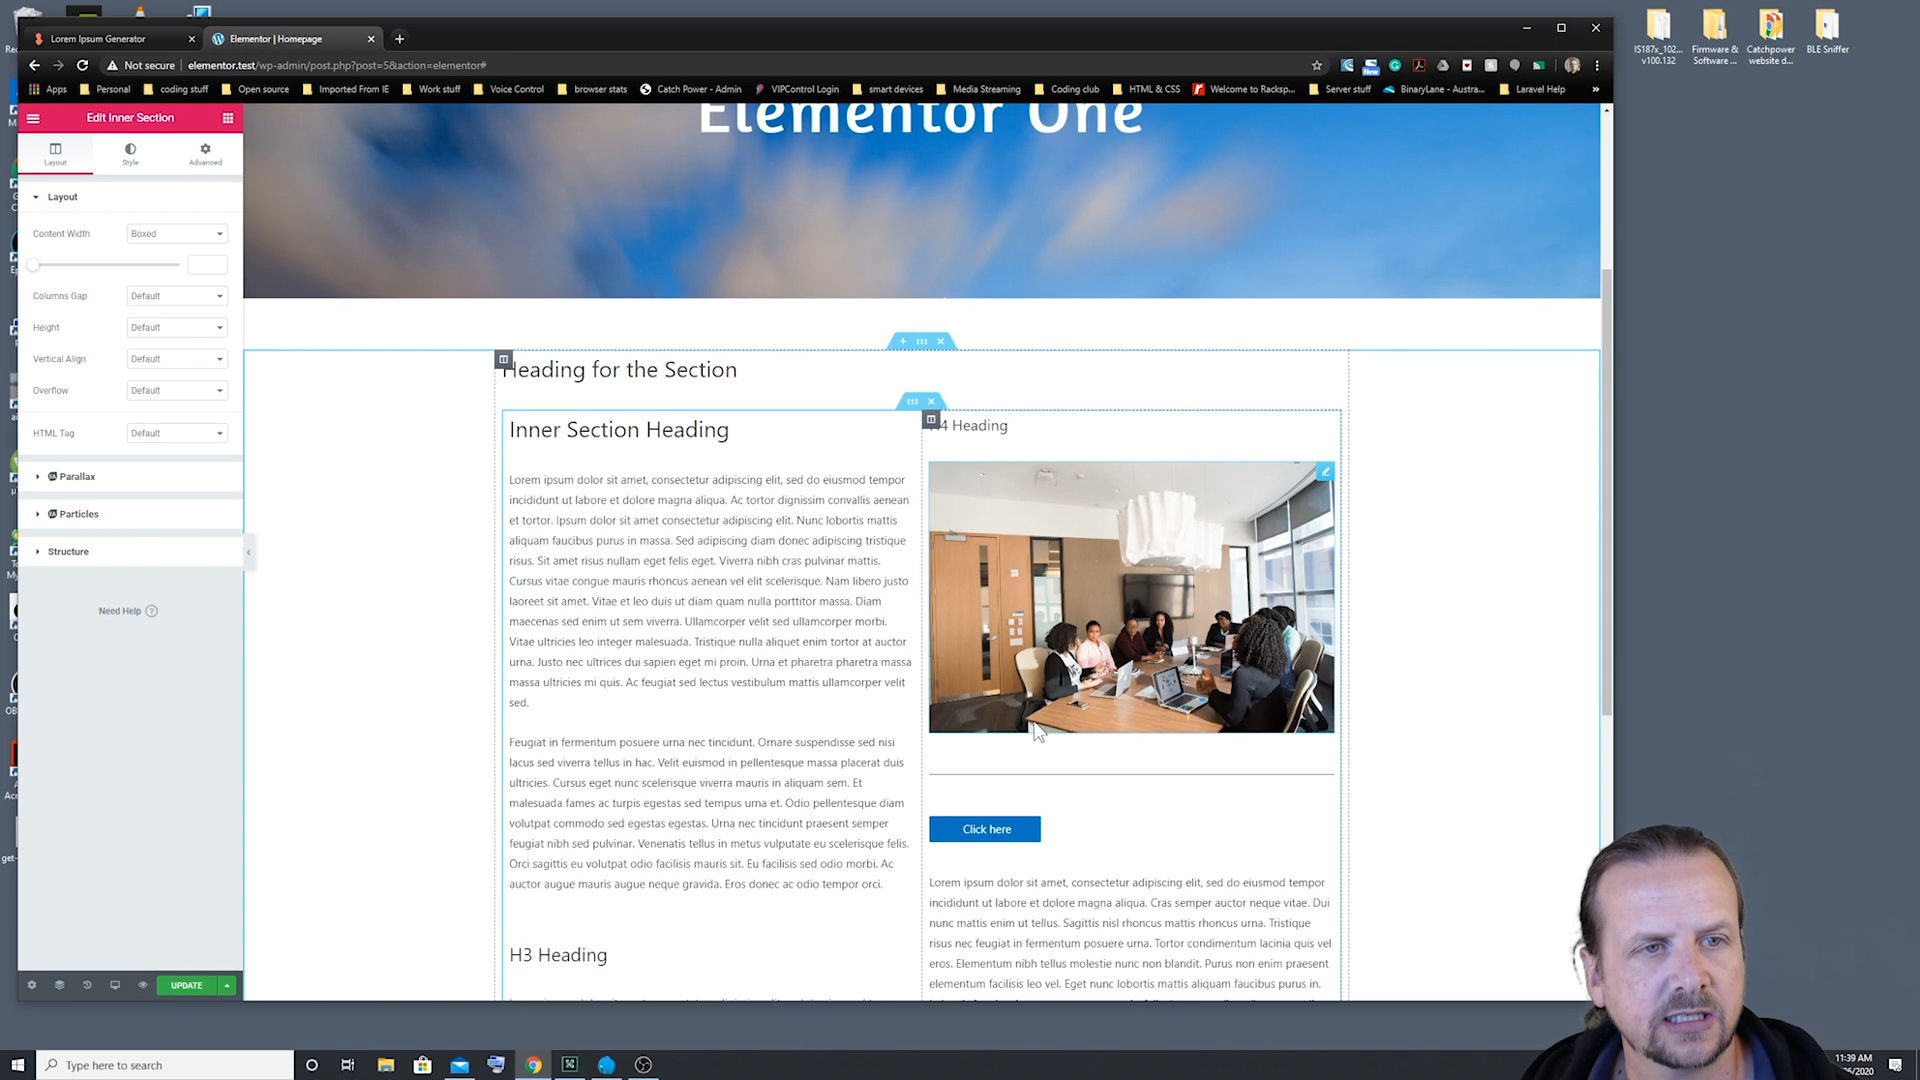 Lorem Ipsum Generator
Elementor | Homepage
IS187x_102...
v100.132
Firmware &
Software ...
Catchpower
website d...
BLE Sniffer
Not secure
elementor.test/wp-admin/post.php?post=5&action=elementor#
New
Apps
Personal
coding stuff
Open source
Imported From IE
Work stuff
Voice Control
browser stats
Catch Power - Admin
VIPControl Login
smart devices
Media Streaming
Coding club
HTML & CSS
Welcome to Racksp...
Server stuff
BinaryLane - Austra...
Laravel Help
»
Edit Inner Section
Layout
Style
Advanced
Layout
Content Width
Boxed
Columns Gap
Default
Height
Default
Vertical Align
Default
Overflow
Default
HTML Tag
Default
Parallax
Particles
Structure
Need Help ?
UPDATE
Elementor One
Heading for the Section
Inner Section Heading
Lorem ipsum dolor sit amet, consectetur adipiscing elit, sed do eiusmod tempor
incididunt ut labore et dolore magna aliqua. Ac tortor dignissim convallis aenean
et tortor. Ipsum dolor sit amet consectetur adipiscing elit. Nunc lobortis mattis
aliquam faucibus purus in massa. Sed adipiscing diam donec adipiscing tristique
risus. Sit amet risus nullam eget felis eget. Viverra nibh cras pulvinar mattis.
Cursus vitae congue mauris rhoncus aenean vel elit scelerisque. Nam libero justo
laoreet sit amet. Vitae et leo duis ut diam quam nulla porttitor massa. Diam
maecenas sed enim ut sem viverra. Ullamcorper velit sed ullamcorper morbi.
Vitae ultricies leo integer malesuada. Tristique nulla aliquet enim tortor at auctor
urna. Justo nec ultrices dui sapien eget mi proin. Urna et pharetra pharetra massa
massa ultricies mi quis. Ac feugiat sed lectus vestibulum mattis ullamcorper velit
sed.
Feugiat in fermentum posuere urna nec tincidunt. Ornare suspendisse sed nisi
lacus sed viverra tellus in hac. Velit euismod in pellentesque massa placerat duis
ultricies. Cursus eget nunc scelerisque viverra mauris in aliquam sem. Et
malesuada fames ac turpis egestas sed tempus urna et. Odio pellentesque diam
volutpat commodo sed egestas egestas. Urna nec tincidunt praesent semper
feugiat nibh sed pulvinar. Venenatis tellus in metus vulputate eu scelerisque felis.
Orci sagittis eu volutpat odio facilisis mauris sit. Eu facilisis sed odio morbi. Ac
auctor augue mauris augue neque gravida. Eros donec ac odio tempor orci.
H3 Heading
H4 Heading
Click here
Lorem ipsum dolor sit amet, consectetur adipiscing elit, sed do eiusmod tempor
incididunt ut labore et dolore magna aliqua. Cras semper auctor neque vitae. Dui
nunc mattis enim ut tellus. Sagittis nisl rhoncus mattis rhoncus urna. Tristique
risus nec feugiat in fermentum posuere urna. Tortor condimentum lacinia quis vel
eros. Elementum nibh tellus molestie nunc non blandit. Purus non enim praesent
elementum facilisis leo vel. Eget nunc lobortis mattis aliquam faucibus purus in.
Type here to search
11:39 AM